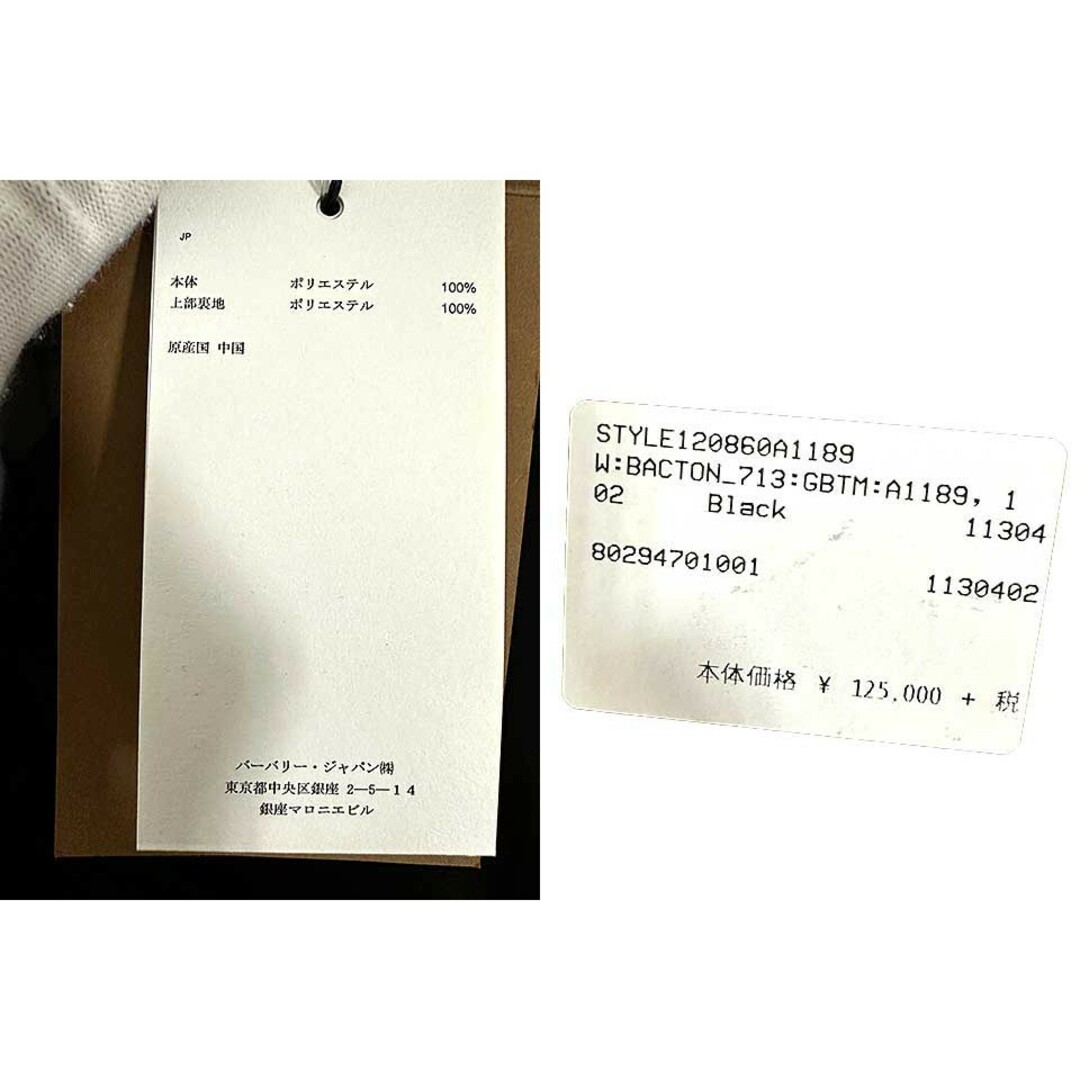 JP
本体 ポリエステル 100%
上部裏地 ポリエステル 100%
原産国 中国
バーバリー・ジャパン㈱
東京都中央区銀座 2―5―14
銀座マロニエビル
STYLE120860A1189
W:BACTON_713:GBTM:A1189, 1
02 Black 11304
80294701001 1130402
本体価格 ¥ 125,000 + 税